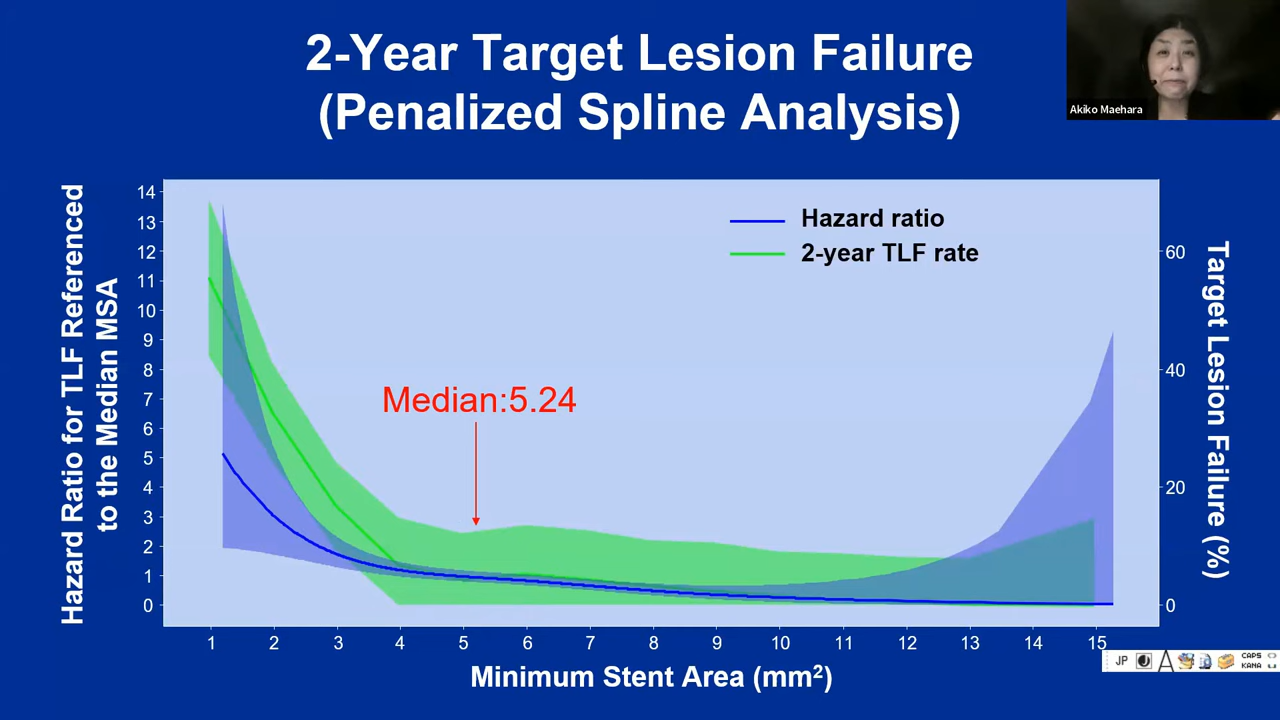 2-Year Target Lesion Failure
(Penalized Spline Analysis)
Akiko Maehara
Hazard Ratio for TLF Referenced
to the Median MSA
14
13
12
11
10
9
8
7
6
5
4
3
2
1
0
Hazard ratio
2-year TLF rate
Median:5.24
60
40
20
0
Target Lesion Failure (%)
1 2 3 4 5 6 7 8 9 10 11 12 13 14 15
Minimum Stent Area (mm²)
JP A CAPS
KANA